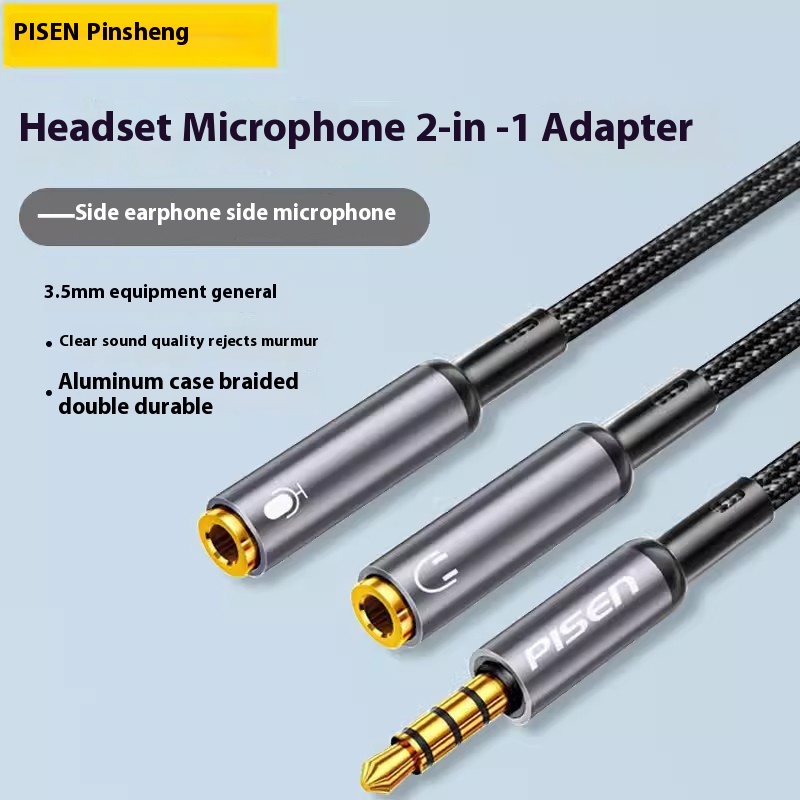 PISEN Pinsheng
Headset Microphone 2-in -1 Adapter
—Side earphone side microphone
3.5mm equipment general
• Clear sound quality rejects murmur
• Aluminum case braided
double durable
PISEN